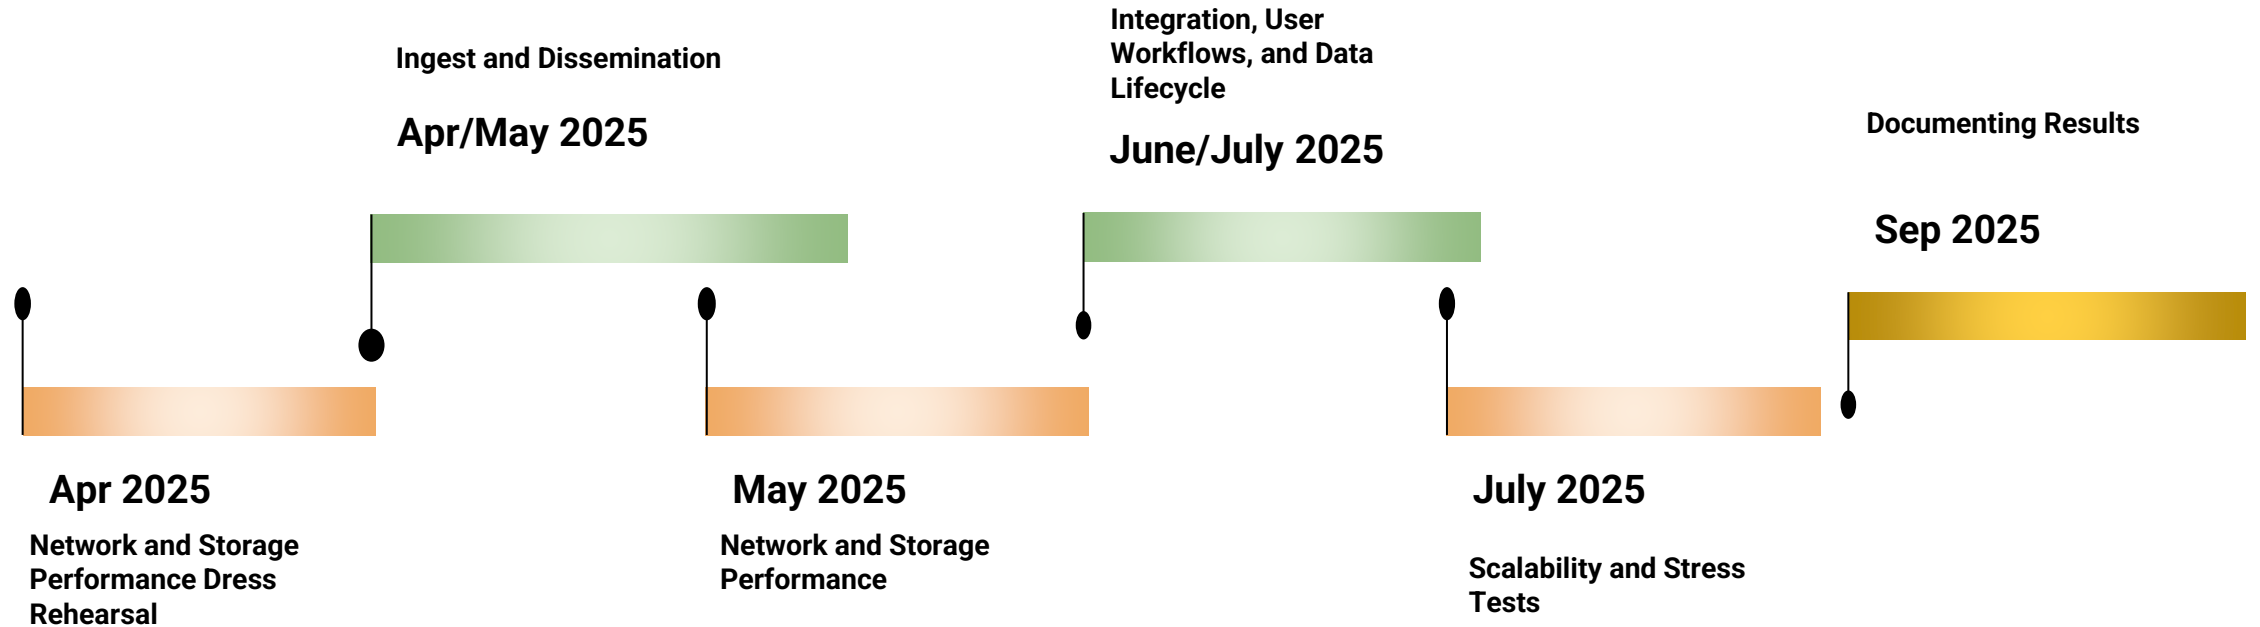 Ingest and Dissemination
Apr/May 2025
Integration, User
Workflows, and Data
Lifecycle
June/July 2025
Documenting Results
Sep 2025
Apr 2025
Network and Storage
Performance Dress
Rehearsal
May 2025
Network and Storage
Performance
July 2025
Scalability and Stress
Tests